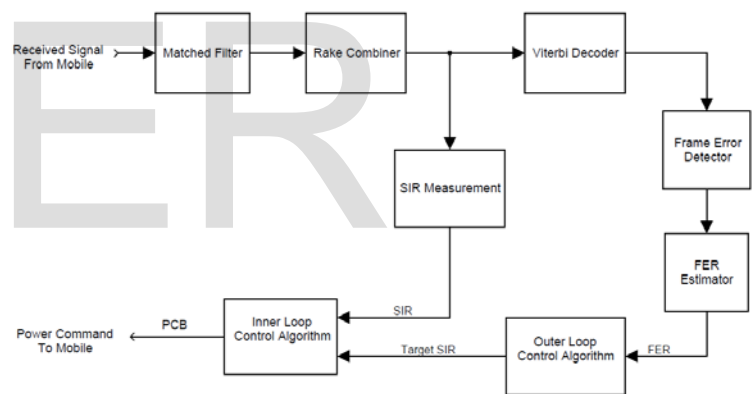 ER
Received Signal
From Mobile
Matched Filter
Rake Combiner
Viterbi Decoder
Frame Error
Detector
SIR Measurement
FER
Estimator
SIR
PCB
Inner Loop
Control Algorithm
Power Command
To Mobile
Target SIR
Outer Loop
Control Algorithm
FER